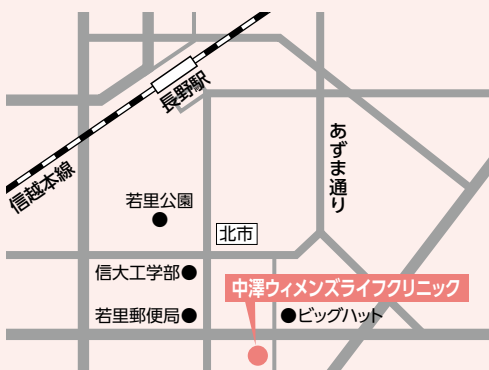 長野駅
信越本線
あずま通り
若里公園
北市
信大工学部
中澤ウィメンズライフクリニック
若里郵便局
ビッグハット